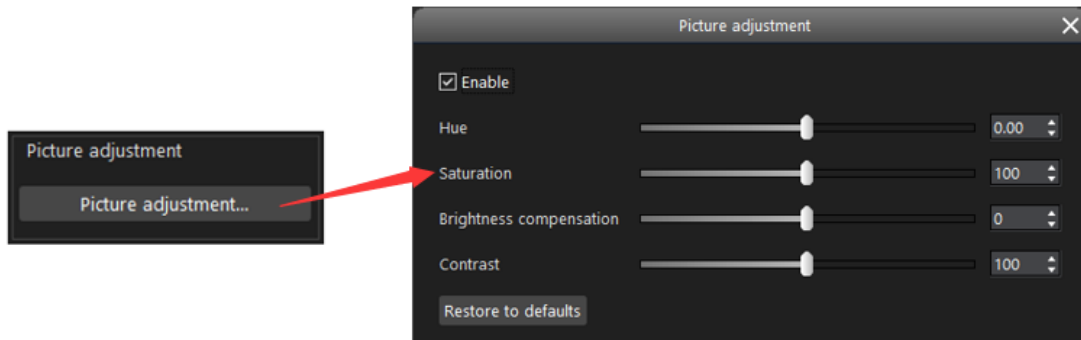 Picture adjustment
Picture adjustment...
Picture adjustment
Enable
Hue 0.00
Saturation 100
Brightness compensation 0
Contrast 100
Restore to defaults